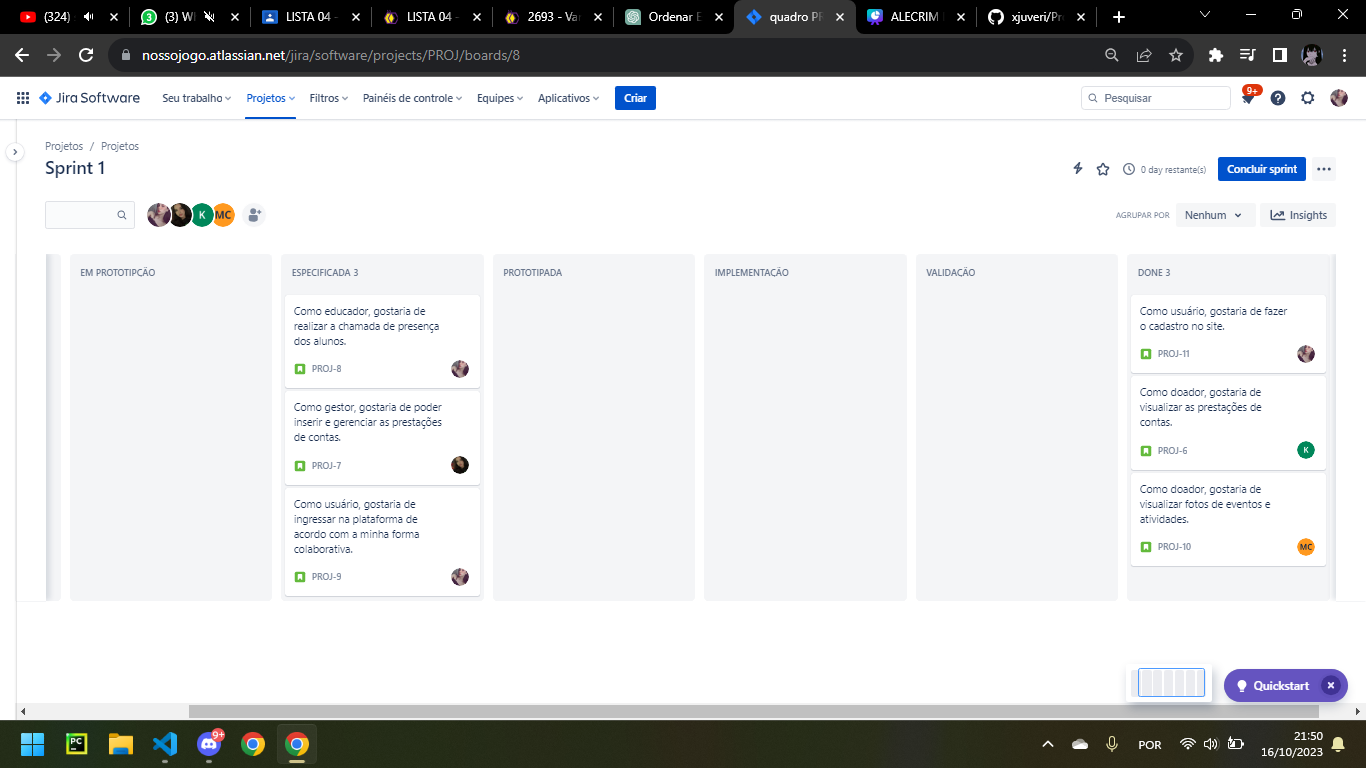 (324)
(3) W
LISTA 04 -
LISTA 04 -
2693 - Var
Ordenar E
quadro PR
ALECRIM
xjuveri/Pr
nossojogo.atlassian.net/jira/software/projects/PROJ/boards/8
Jira Software
Seu trabalho
Projetos
Filtros
Painéis de controle
Equipes
Aplicativos
Criar
Pesquisar
9+
Projetos / Projetos
Sprint 1
0 day restante(s)
Concluir sprint
K
MC
AGRUPAR POR
Nenhum
Insights
EM PROTOTIPÇÃO
ESPECIFICADA 3
PROTOTIPADA
IMPLEMENTAÇÃO
VALIDAÇÃO
DONE 3
Como educador, gostaria de
realizar a chamada de presença
dos alunos.
PROJ-8
Como gestor, gostaria de poder
inserir e gerenciar as prestações
de contas.
PROJ-7
Como usuário, gostaria de
ingressar na plataforma de
acordo com a minha forma
colaborativa.
PROJ-9
Como usuário, gostaria de fazer
o cadastro no site.
PROJ-11
Como doador, gostaria de
visualizar as prestações de
contas.
PROJ-6
K
Como doador, gostaria de
visualizar fotos de eventos e
atividades.
PROJ-10
MC
Quickstart
PC
9+
POR
21:50
16/10/2023